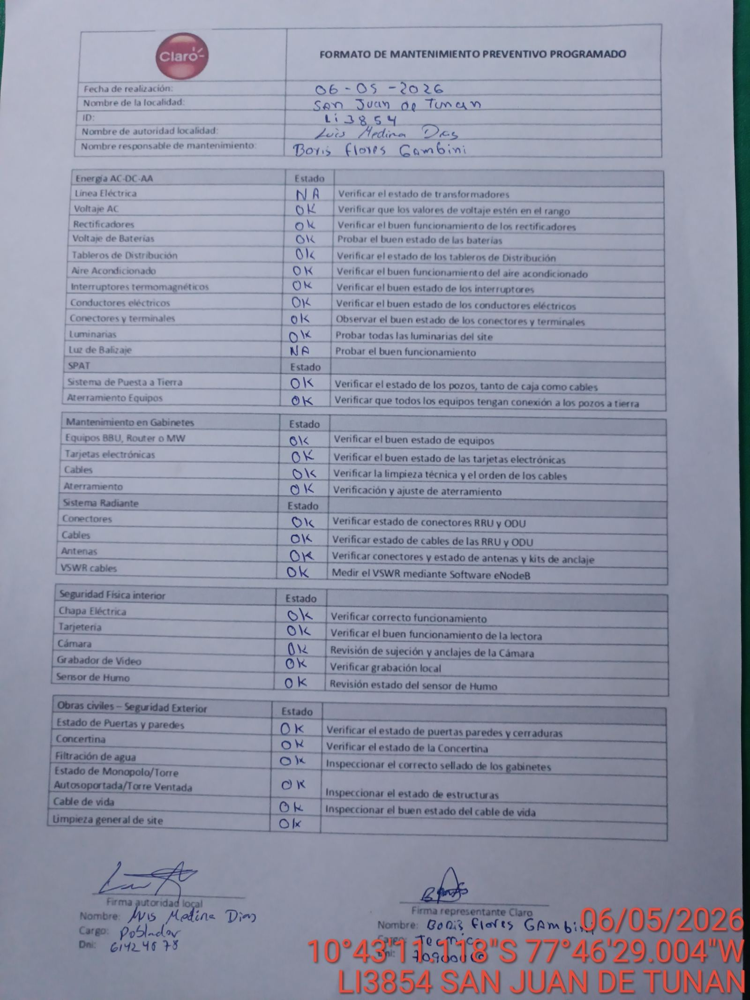 Claro
FORMATO DE MANTENIMIENTO PREVENTIVO PROGRAMADO
Fecha de realización: 06-05-2026
Nombre de la localidad: San Juan de Tunan
ID: Li3854
Nombre de autoridad localidad: Luis Medina Dias
Nombre responsable de mantenimiento: Boris Flores Gambini
Energía AC-DC-AA Estado
Línea Eléctrica NA Verificar el estado de transformadores
Voltaje AC OK Verificar que los valores de voltaje estén en el rango
Rectificadores OK Verificar el buen funcionamiento de los rectificadores
Voltaje de Baterías OK Probar el buen estado de las baterías
Tableros de Distribución OK Verificar el estado de los tableros de Distribución
Aire Acondicionado OK Verificar el buen funcionamiento del aire acondicionado
Interruptores termomagnéticos OK Verificar el buen estado de los interruptores
Conductores eléctricos OK Verificar el buen estado de los conductores eléctricos
Conectores y terminales OK Observar el buen estado de los conectores y terminales
Luminarias OK Probar todas las luminarias del site
Luz de Balizaje NA Probar el buen funcionamiento
SPAT Estado
Sistema de Puesta a Tierra OK Verificar el estado de los pozos, tanto de caja como cables
Aterramiento Equipos OK Verificar que todos los equipos tengan conexión a los pozos a tierra
Mantenimiento en Gabinetes Estado
Equipos BBU, Router o MW OK Verificar el buen estado de equipos
Tarjetas electrónicas OK Verificar el buen estado de las tarjetas electrónicas
Cables OK Verificar la limpieza técnica y el orden de los cables
Aterramiento OK Verificación y ajuste de aterramiento
Sistema Radiante Estado
Conectores OK Verificar estado de conectores RRU y ODU
Cables OK Verificar estado de cables de las RRU y ODU
Antenas OK Verificar conectores y estado de antenas y kits de anclaje
VSWR cables OK Medir el VSWR mediante Software eNodeB
Seguridad Física interior Estado
Chapa Eléctrica OK Verificar correcto funcionamiento
Tarjetería OK Verificar el buen funcionamiento de la lectora
Cámara OK Revisión de sujeción y anclajes de la Cámara
Grabador de Video OK Verificar grabación local
Sensor de Humo OK Revisión estado del sensor de Humo
Obras civiles – Seguridad Exterior Estado
Estado de Puertas y paredes OK Verificar el estado de puertas paredes y cerraduras
Concertina OK Verificar el estado de la Concertina
Filtración de agua OK Inspeccionar el correcto sellado de los gabinetes
Estado de Monopolo/Torre
Autosoportada/Torre Ventada OK Inspeccionar el estado de estructuras
Cable de vida OK Inspeccionar el buen estado del cable de vida
Limpieza general de site OK
Firma autoridad local
Nombre: Luis Medina Dias
Cargo: Poblador
Dni: 61424678
Firma representante Claro
Nombre: Boris Flores Gambini
Cargo: Tecnico
Dni:
06/05/2026
10°43'11.118"S 77°46'29.004"W
LI3854 SAN JUAN DE TUNAN